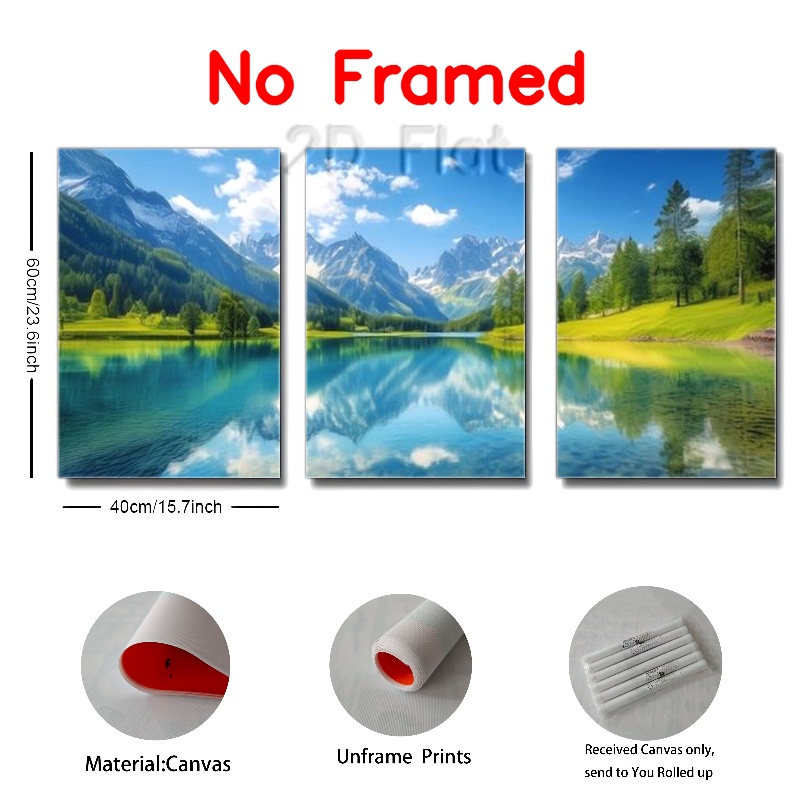 No Framed
2D Flat
60cm/23.6inch
40cm/15.7inch
Material:Canvas
Unframe Prints
Received Canvas only,
send to You Rolled up